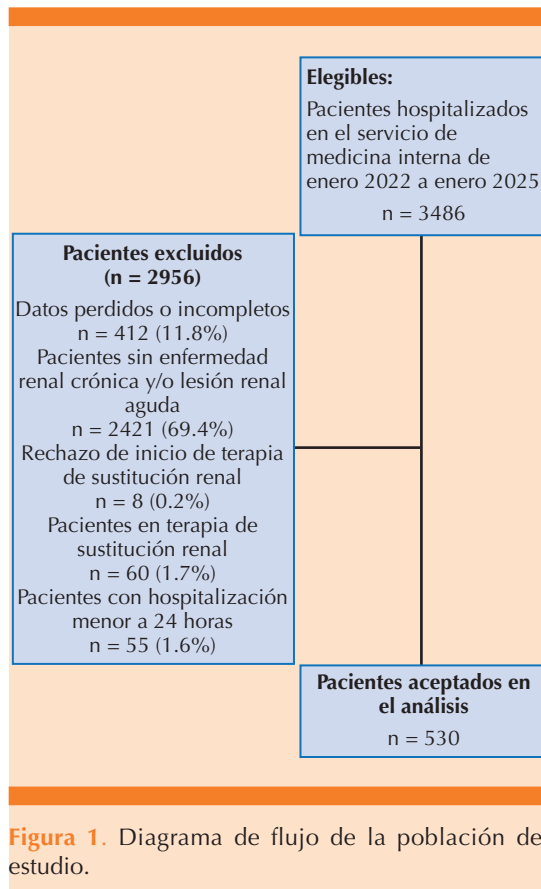 Elegibles:
Pacientes hospitalizados
en el servicio de
medicina interna de
enero 2022 a enero 2025
n = 3486
Pacientes excluidos
(n = 2956)
Datos perdidos o incompletos
n = 412 (11.8%)
Pacientes sin enfermedad
renal crónica y/o lesión renal
aguda
n = 2421 (69.4%)
Rechazo de inicio de terapia
de sustitución renal
n = 8 (0.2%)
Pacientes en terapia de
sustitución renal
n = 60 (1.7%)
Pacientes con hospitalización
menor a 24 horas
n = 55 (1.6%)
Pacientes aceptados en
el análisis
n = 530
Figura 1. Diagrama de flujo de la población de
estudio.